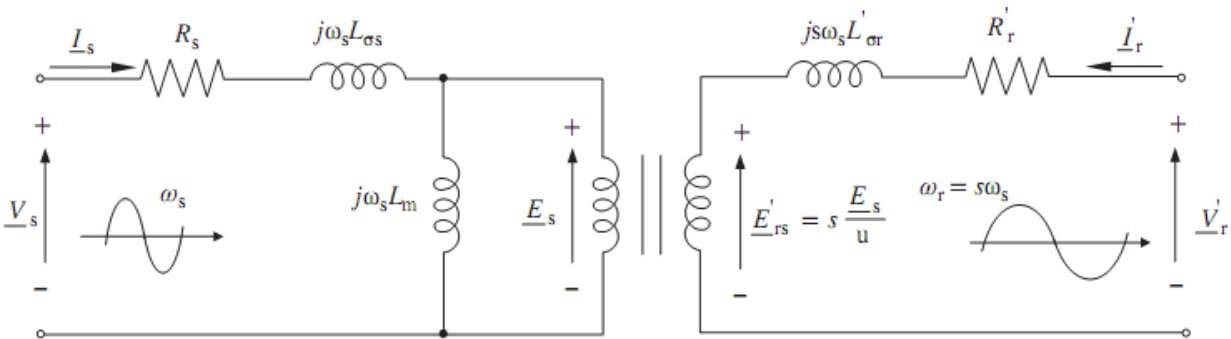 I_s
R_s
jω_sL_σs
jsω_sL'_σr
R'_r
I'_r
+
+
+
+
V_s
ω_s
jω_sL_m
E_s
E'_rs = s E_s/u
ω_r = sω_s
V'_r
−
−
−
−